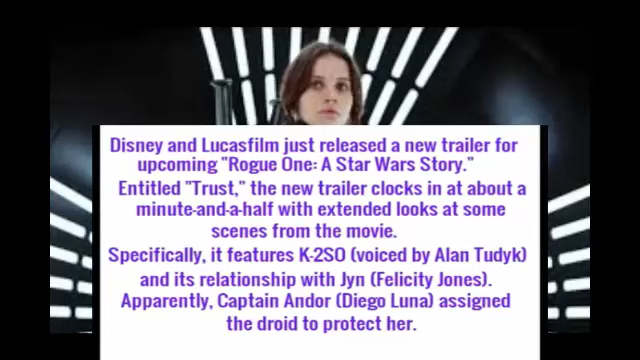 Disney and Lucasfilm just released a new trailer for
upcoming "Rogue One: A Star Wars Story."
Entitled "Trust," the new trailer clocks in at about a
minute-and-a-half with extended looks at some
scenes from the movie.
Specifically, it features K-2SO (voiced by Alan Tudyk)
and its relationship with Jyn (Felicity Jones).
Apparently, Captain Andor (Diego Luna) assigned
the droid to protect her.